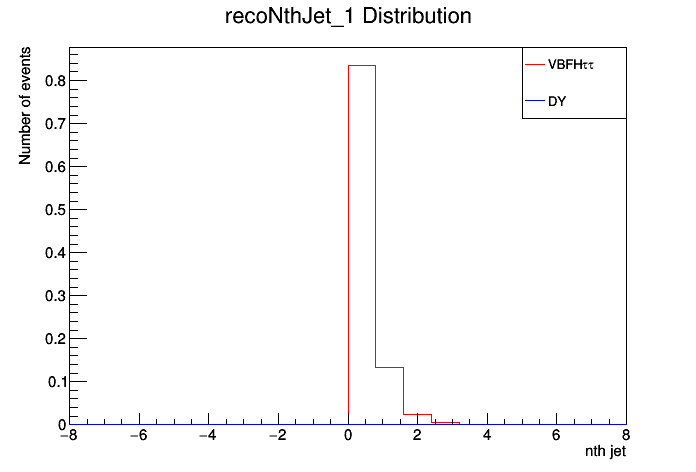 recoNthJet_1 Distribution
Number of events
VBFHττ
DY
0.8
0.7
0.6
0.5
0.4
0.3
0.2
0.1
0
−8 −6 −4 −2 0 2 4 6 8
nth jet